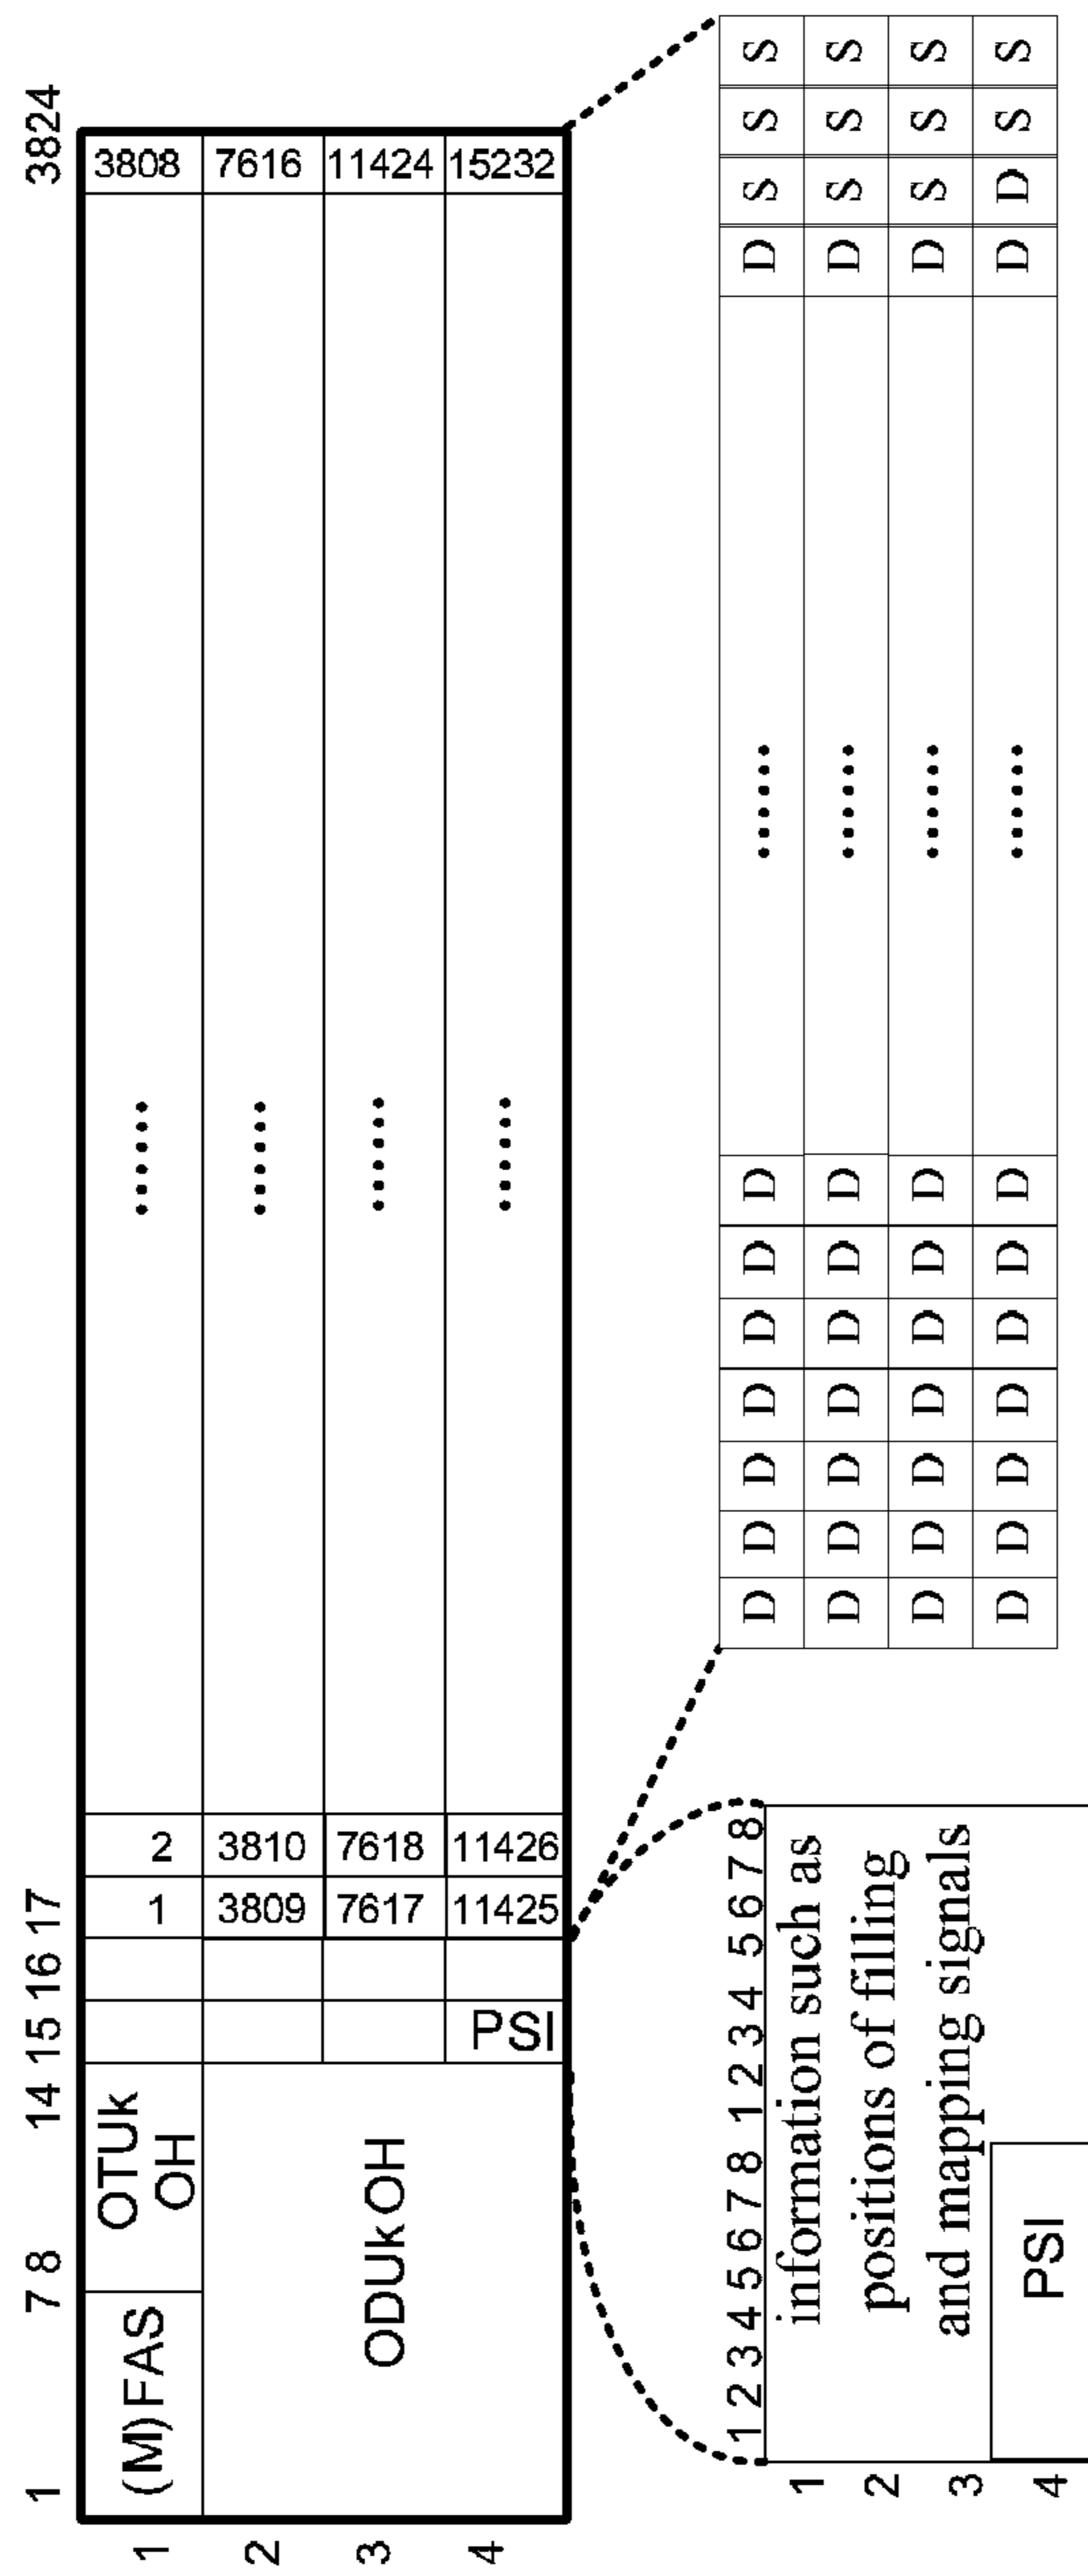 1 7 8 14 15 16 17 3824
1 (M)FAS OTUk OH 1 2 ...... 3808
2 3809 3810 ...... 7616
3 ODUk OH 7617 7618 ...... 11424
4 PSI 11425 11426 ...... 15232
1 2 3 4 5 6 7 8 1 2 3 4 5 6 7 8
1 information such as
2 positions of filling
3 and mapping signals
4 PSI
D D D D D D D ...... D S S S
D D D D D D D ...... D S S S
D D D D D D D ...... D S S S
D D D D D D D ...... D D S S